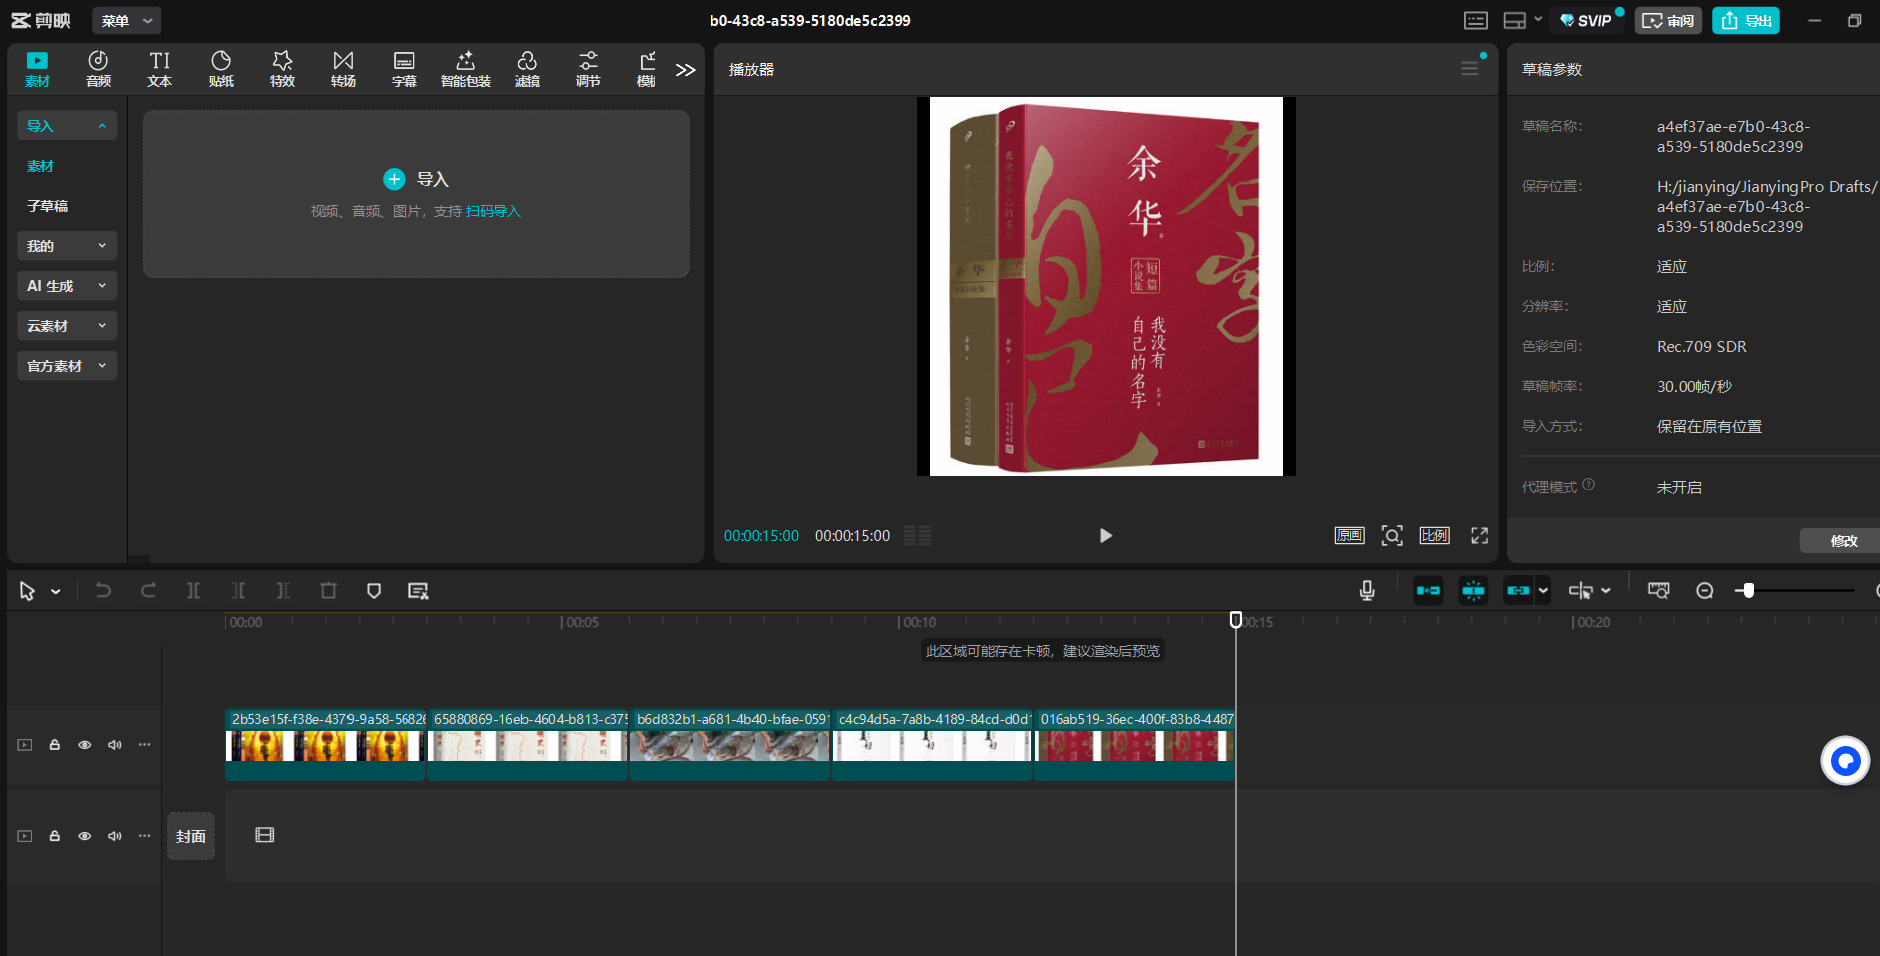 剪映
菜单
b0-43c8-a539-5180de5c2399
SVIP
审阅
导出
素材
音频
文本
贴纸
特效
转场
字幕
智能包装
滤镜
调节
模板
导入
素材
子草稿
我的
AI 生成
云素材
官方素材
导入
视频、音频、图片，支持 扫码导入
播放器
名字
自己
余华
短篇
小说集
我没有
自己的名字
余华
00:00:15:00
00:00:15:00
原画
比例
草稿参数
草稿名称：
a4ef37ae-e7b0-43c8-
a539-5180de5c2399
保存位置：
H:/jianying/JianyingPro Drafts/
a4ef37ae-e7b0-43c8-
a539-5180de5c2399
比例：
适应
分辨率：
适应
色彩空间：
Rec.709 SDR
草稿帧率：
30.00帧/秒
导入方式：
保留在原有位置
代理模式
未开启
修改
00:00
00:05
00:10
00:15
00:20
此区域可能存在卡顿，建议渲染后预览
2b53e15f-f38e-4379-9a58-56826
65880869-16eb-4604-b813-c375
b6d832b1-a681-4b40-bfae-0591
c4c94d5a-7a8b-4189-84cd-d0d1
016ab519-36ec-400f-83b8-4487
封面